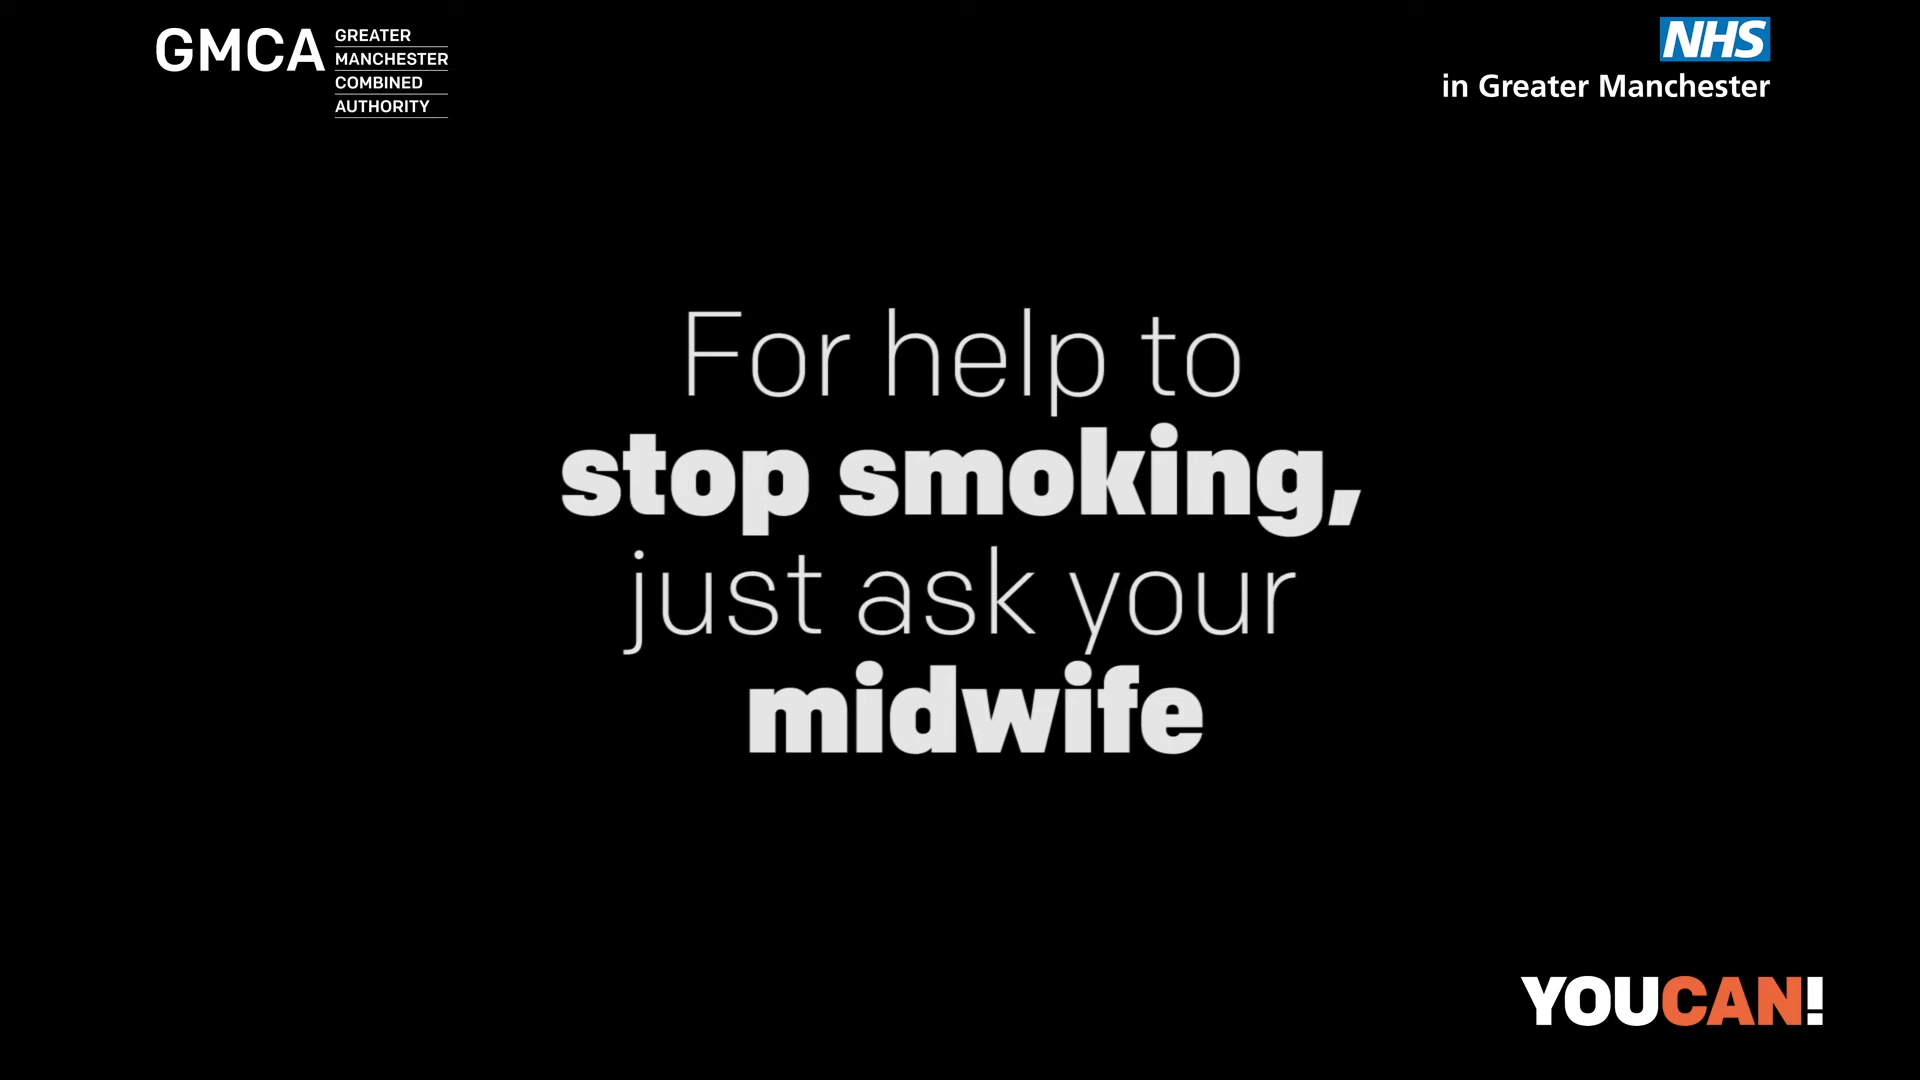 GMCA
GREATER
MANCHESTER
COMBINED
AUTHORITY
NHS
in Greater Manchester
For help to
stop smoking,
just ask your
midwife
YOUCAN!